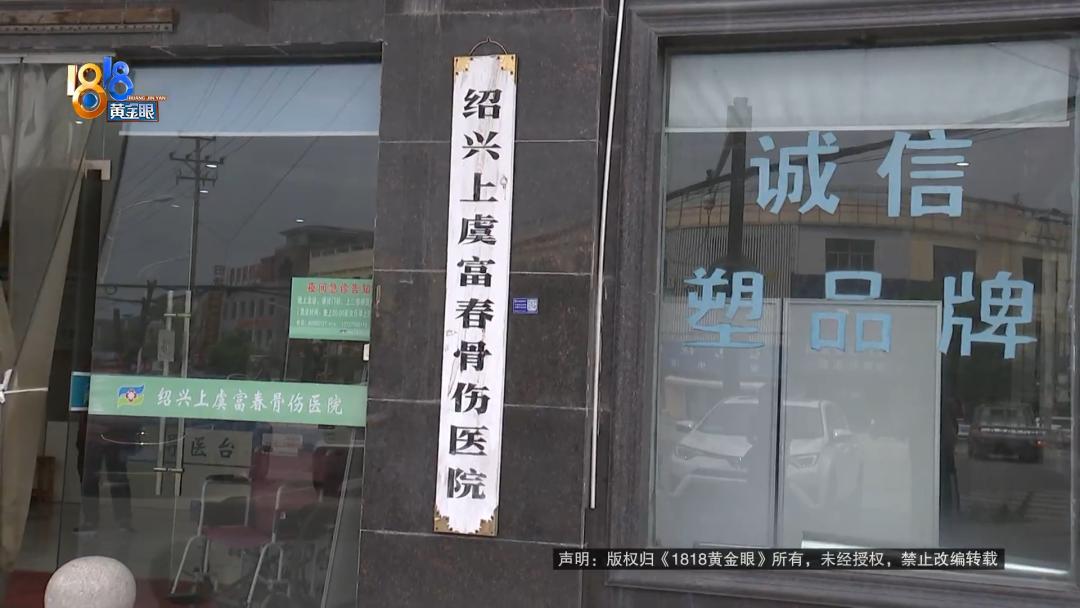 1818
HUANG JIN YAN
黄金眼
绍兴上虞富春骨伤医院
诚信
塑品牌
夜间急诊告知
绍兴上虞富春骨伤医院
医台
声明：版权归《1818黄金眼》所有，未经授权，禁止改编转载